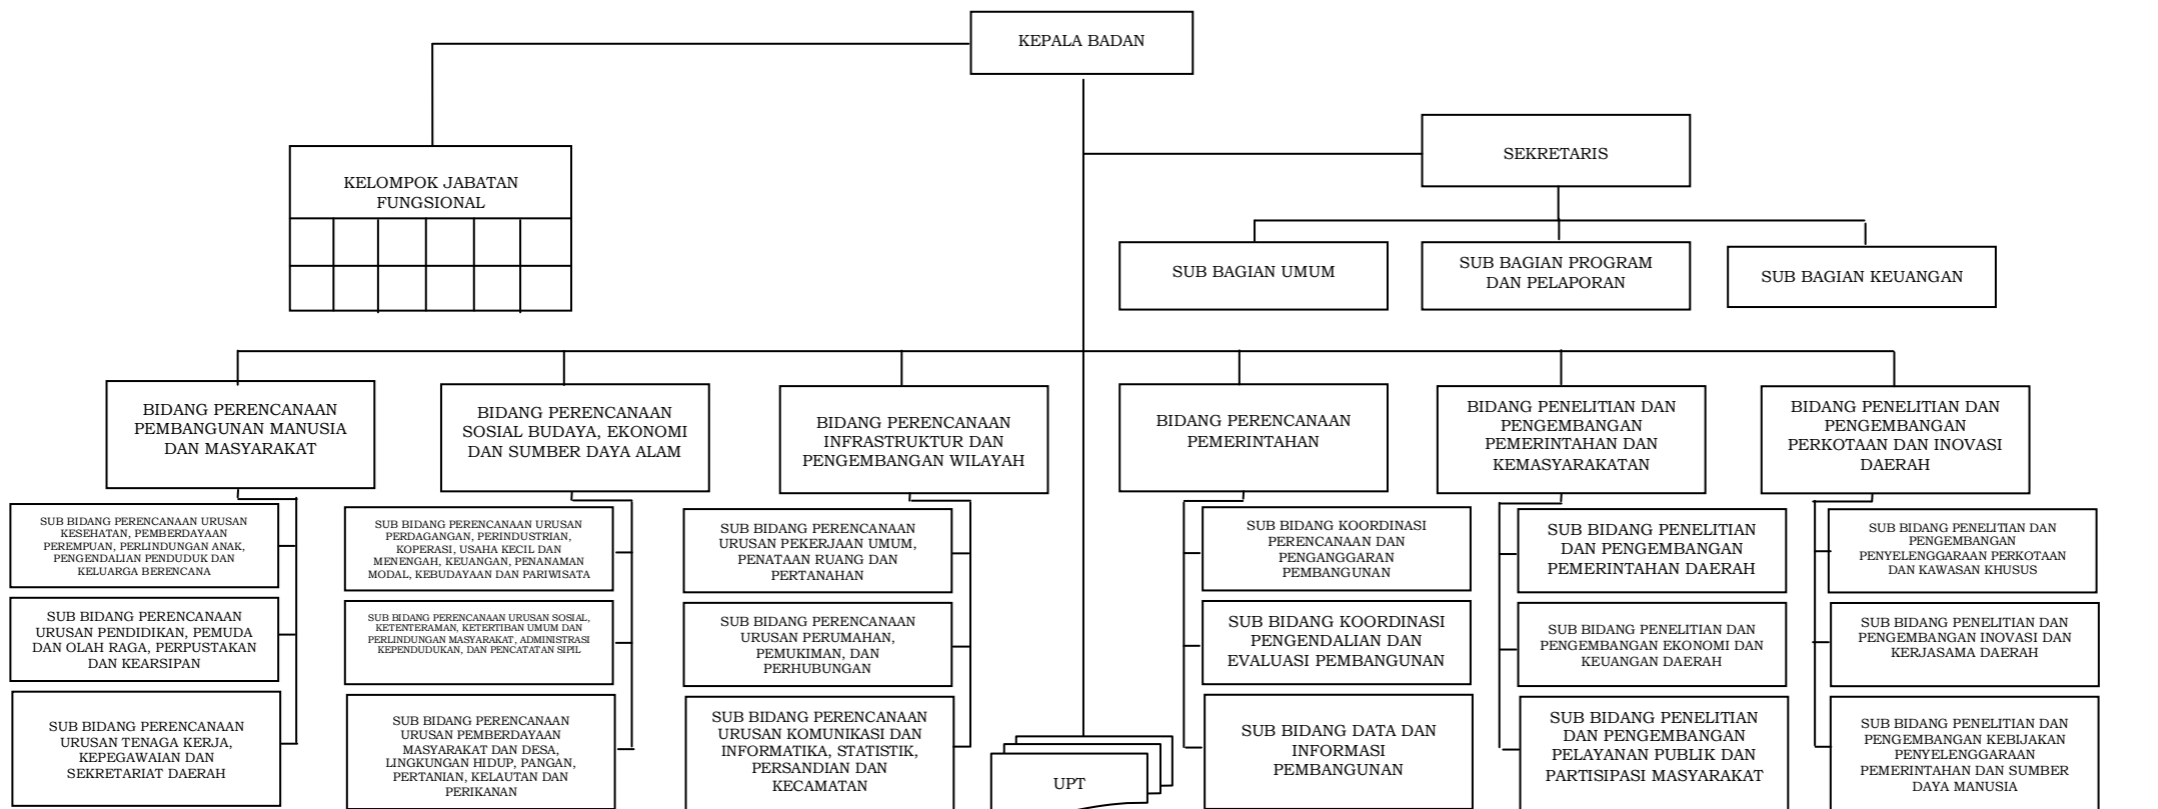 KEPALA BADAN
SEKRETARIS
KELOMPOK JABATAN
FUNGSIONAL
SUB BAGIAN UMUM
SUB BAGIAN PROGRAM
DAN PELAPORAN
SUB BAGIAN KEUANGAN
BIDANG PERENCANAAN
PEMBANGUNAN MANUSIA
DAN MASYARAKAT
BIDANG PERENCANAAN
SOSIAL BUDAYA, EKONOMI
DAN SUMBER DAYA ALAM
BIDANG PERENCANAAN
INFRASTRUKTUR DAN
PENGEMBANGAN WILAYAH
BIDANG PERENCANAAN
PEMERINTAHAN
BIDANG PENELITIAN DAN
PENGEMBANGAN
PEMERINTAHAN DAN
KEMASYARAKATAN
BIDANG PENELITIAN DAN
PENGEMBANGAN
PERKOTAAN DAN INOVASI
DAERAH
SUB BIDANG PERENCANAAN URUSAN
KESEHATAN, PEMBERDAYAAN
PEREMPUAN, PERLINDUNGAN ANAK,
PENGENDALIAN PENDUDUK DAN
KELUARGA BERENCANA
SUB BIDANG PERENCANAAN URUSAN
PERDAGANGAN, PERINDUSTRIAN,
KOPERASI, USAHA KECIL DAN
MENENGAH, KEUANGAN, PENANAMAN
MODAL, KEBUDAYAAN DAN PARIWISATA
SUB BIDANG PERENCANAAN
URUSAN PEKERJAAN UMUM,
PENATAAN RUANG DAN
PERTANAHAN
SUB BIDANG KOORDINASI
PERENCANAAN DAN
PENGANGGARAN
PEMBANGUNAN
SUB BIDANG PENELITIAN
DAN PENGEMBANGAN
PEMERINTAHAN DAERAH
SUB BIDANG PENELITIAN DAN
PENGEMBANGAN
PENYELENGGARAAN PERKOTAAN
DAN KAWASAN KHUSUS
SUB BIDANG PERENCANAAN
URUSAN PENDIDIKAN, PEMUDA
DAN OLAH RAGA, PERPUSTAKAN
DAN KEARSIPAN
SUB BIDANG PERENCANAAN URUSAN SOSIAL,
KETENTERAMAN, KETERTIBAN UMUM DAN
PERLINDUNGAN MASYARAKAT, ADMINISTRASI
KEPENDUDUKAN, DAN PENCATATAN SIPIL
SUB BIDANG PERENCANAAN
URUSAN PERUMAHAN,
PEMUKIMAN, DAN
PERHUBUNGAN
SUB BIDANG KOORDINASI
PENGENDALIAN DAN
EVALUASI PEMBANGUNAN
SUB BIDANG PENELITIAN DAN
PENGEMBANGAN EKONOMI DAN
KEUANGAN DAERAH
SUB BIDANG PENELITIAN DAN
PENGEMBANGAN INOVASI DAN
KERJASAMA DAERAH
SUB BIDANG PERENCANAAN
URUSAN TENAGA KERJA,
KEPEGAWAIAN DAN
SEKRETARIAT DAERAH
SUB BIDANG PERENCANAAN
URUSAN PEMBERDAYAAN
MASYARAKAT DAN DESA,
LINGKUNGAN HIDUP, PANGAN,
PERTANIAN, KELAUTAN DAN
PERIKANAN
SUB BIDANG PERENCANAAN
URUSAN KOMUNIKASI DAN
INFORMATIKA, STATISTIK,
PERSANDIAN DAN
KECAMATAN
UPT
SUB BIDANG DATA DAN
INFORMASI
PEMBANGUNAN
SUB BIDANG PENELITIAN
DAN PENGEMBANGAN
PELAYANAN PUBLIK DAN
PARTISIPASI MASYARAKAT
SUB BIDANG PENELITIAN DAN
PENGEMBANGAN KEBIJAKAN
PENYELENGGARAAN
PEMERINTAHAN DAN SUMBER
DAYA MANUSIA